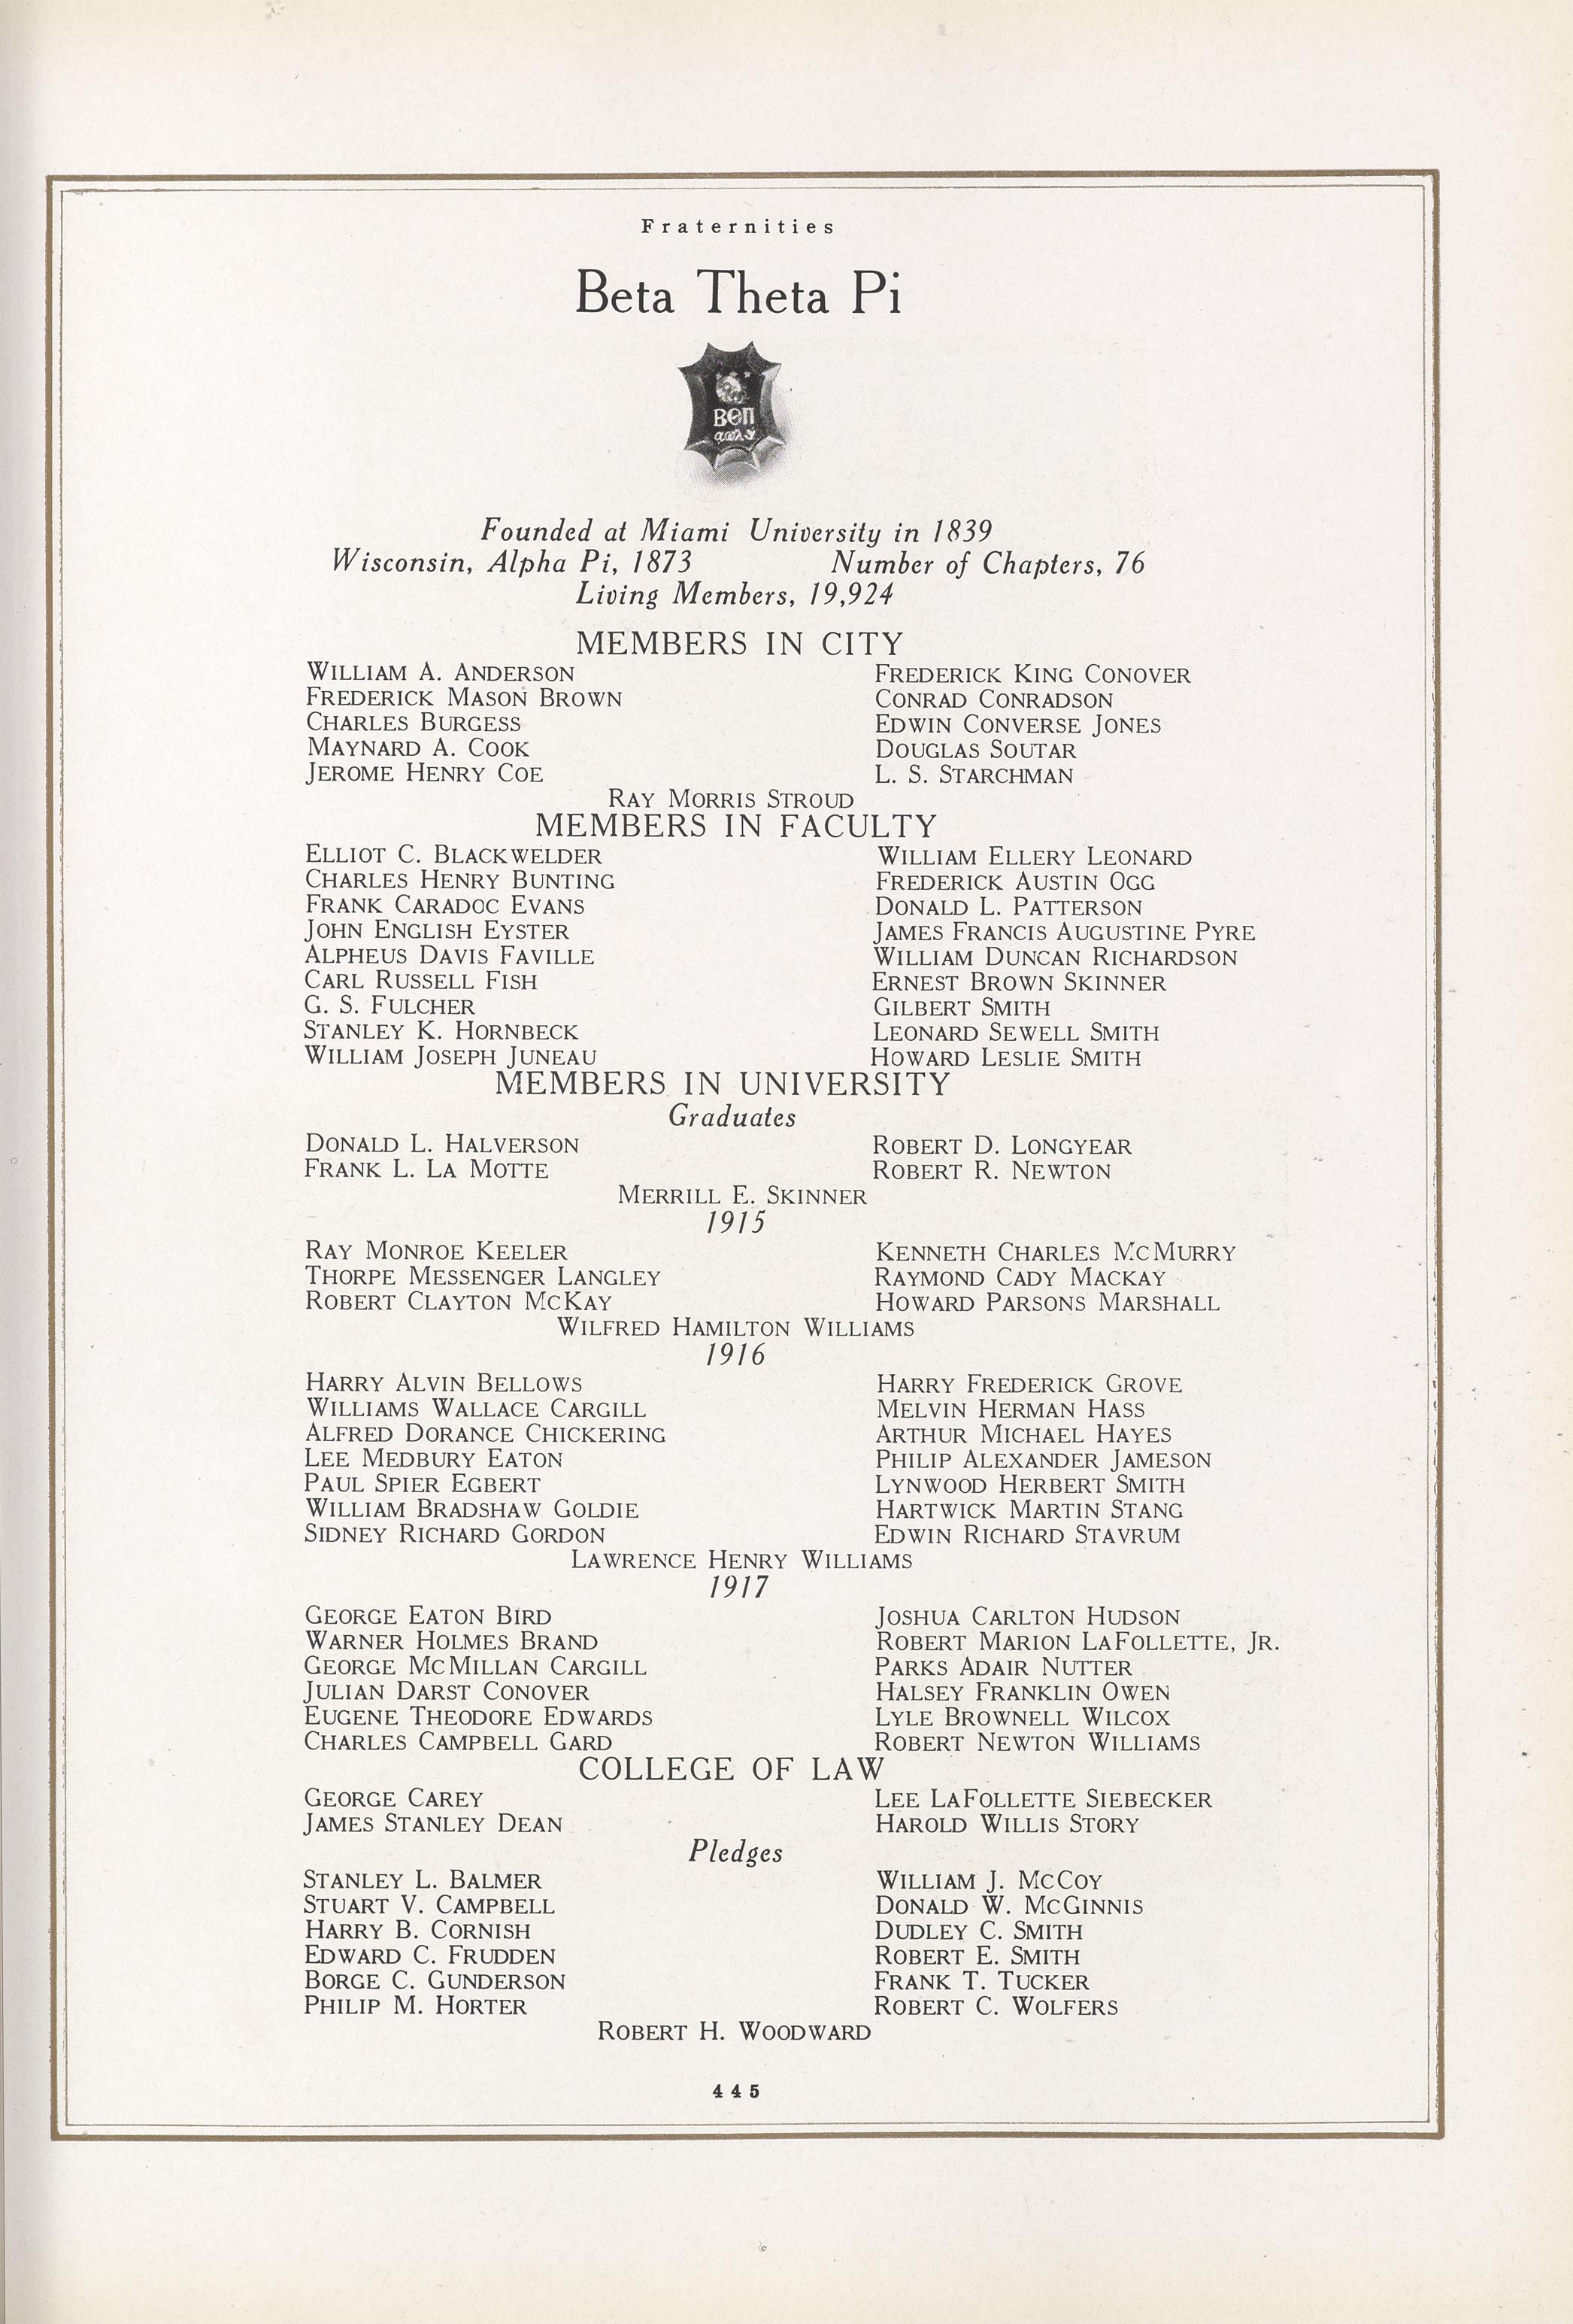 Fraternities
Beta Theta Pi
ΒΘΠ
Founded at Miami University in 1839
Wisconsin, Alpha Pi, 1873 Number of Chapters, 76
Living Members, 19,924
MEMBERS IN CITY
WILLIAM A. ANDERSON FREDERICK KING CONOVER
FREDERICK MASON BROWN CONRAD CONRADSON
CHARLES BURGESS EDWIN CONVERSE JONES
MAYNARD A. COOK DOUGLAS SOUTAR
JEROME HENRY COE L. S. STARCHMAN
RAY MORRIS STROUD
MEMBERS IN FACULTY
ELLIOT C. BLACKWELDER WILLIAM ELLERY LEONARD
CHARLES HENRY BUNTING FREDERICK AUSTIN OGG
FRANK CARADOC EVANS DONALD L. PATTERSON
JOHN ENGLISH EYSTER JAMES FRANCIS AUGUSTINE PYRE
ALPHEUS DAVIS FAVILLE WILLIAM DUNCAN RICHARDSON
CARL RUSSELL FISH ERNEST BROWN SKINNER
G. S. FULCHER GILBERT SMITH
STANLEY K. HORNBECK LEONARD SEWELL SMITH
WILLIAM JOSEPH JUNEAU HOWARD LESLIE SMITH
MEMBERS IN UNIVERSITY
Graduates
DONALD L. HALVERSON ROBERT D. LONGYEAR
FRANK L. LA MOTTE ROBERT R. NEWTON
MERRILL E. SKINNER
1915
RAY MONROE KEELER KENNETH CHARLES MCMURRY
THORPE MESSENGER LANGLEY RAYMOND CADY MACKAY
ROBERT CLAYTON MCKAY HOWARD PARSONS MARSHALL
WILFRED HAMILTON WILLIAMS
1916
HARRY ALVIN BELLOWS HARRY FREDERICK GROVE
WILLIAMS WALLACE CARGILL MELVIN HERMAN HASS
ALFRED DORANCE CHICKERING ARTHUR MICHAEL HAYES
LEE MEDBURY EATON PHILIP ALEXANDER JAMESON
PAUL SPIER EGBERT LYNWOOD HERBERT SMITH
WILLIAM BRADSHAW GOLDIE HARTWICK MARTIN STANG
SIDNEY RICHARD GORDON EDWIN RICHARD STAVRUM
LAWRENCE HENRY WILLIAMS
1917
GEORGE EATON BIRD JOSHUA CARLTON HUDSON
WARNER HOLMES BRAND ROBERT MARION LAFOLLETTE, JR.
GEORGE MCMILLAN CARGILL PARKS ADAIR NUTTER
JULIAN DARST CONOVER HALSEY FRANKLIN OWEN
EUGENE THEODORE EDWARDS LYLE BROWNELL WILCOX
CHARLES CAMPBELL GARD ROBERT NEWTON WILLIAMS
COLLEGE OF LAW
GEORGE CAREY LEE LAFOLLETTE SIEBECKER
JAMES STANLEY DEAN HAROLD WILLIS STORY
Pledges
STANLEY L. BALMER WILLIAM J. MCCOY
STUART V. CAMPBELL DONALD W. MCGINNIS
HARRY B. CORNISH DUDLEY C. SMITH
EDWARD C. FRUDDEN ROBERT E. SMITH
BORGE C. GUNDERSON FRANK T. TUCKER
PHILIP M. HORTER ROBERT C. WOLFERS
ROBERT H. WOODWARD
445